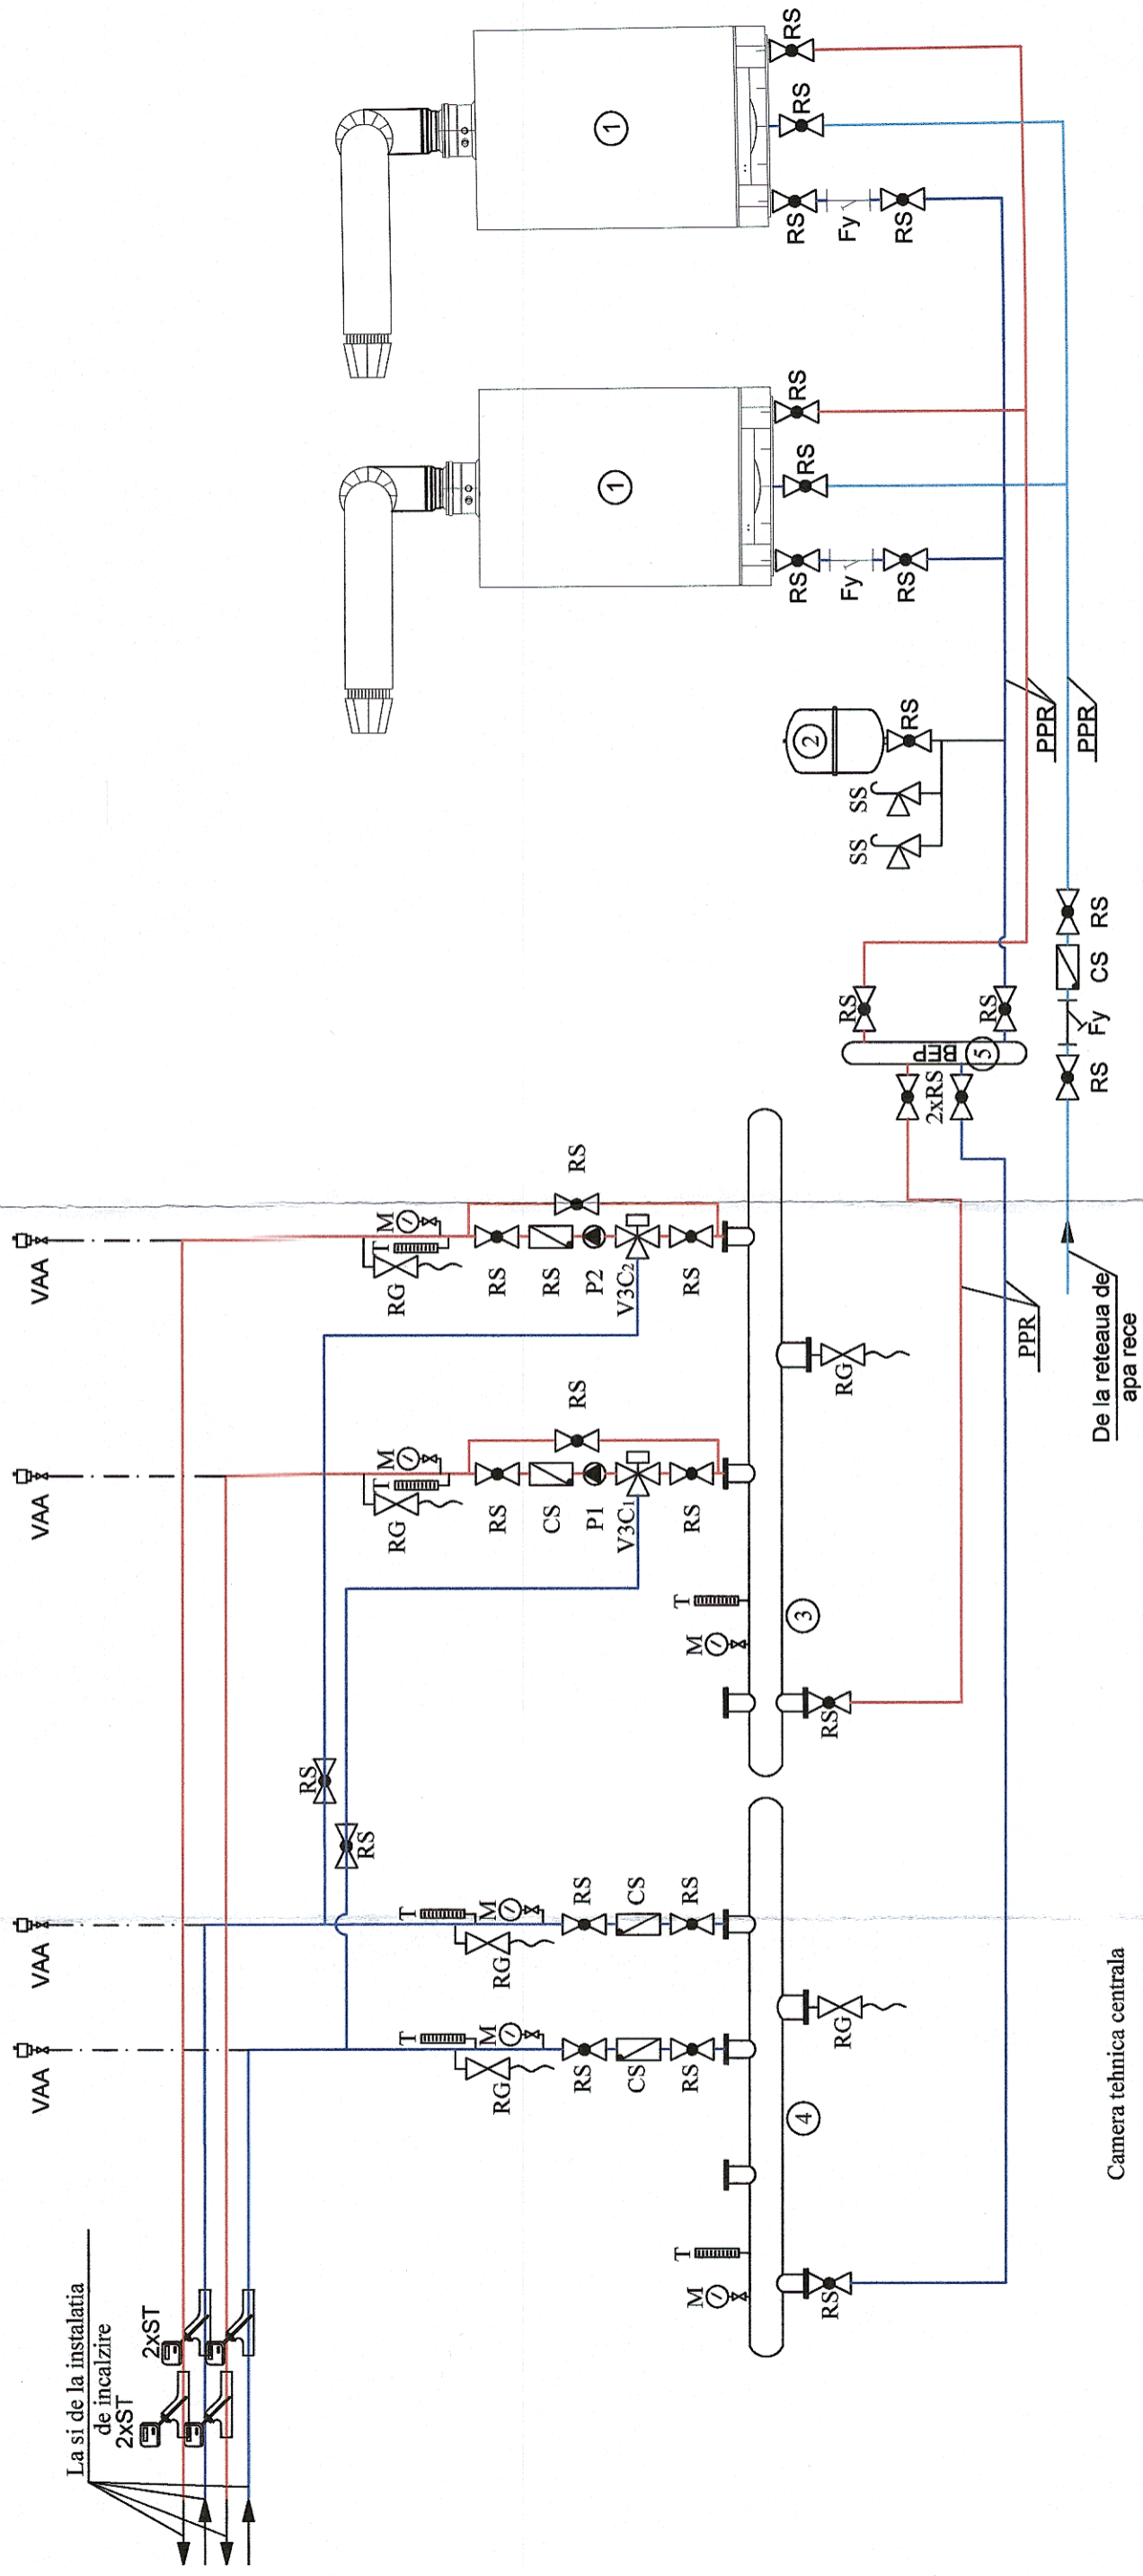 VAA
VAA
VAA
VAA
La si de la instalatia
de incalzire
2xST
2xST
RS
RS
T
M
T
M
RG
RG
T
T
M
M
RG
RG
RS
RS
CS
RS
RS
RS
RS
RS
P1
P2
V3C1
V3C2
CS
CS
RS
RS
RS
RS
M
T
M
T
1
1
4
3
2
RS
RS
RG
RG
RS
RS
RS
RS
RS
RS
Fy
Fy
SS
SS
RS
RS
RS
RS
2xRS
BEP
5
RS
PPR
PPR
PPR
RS
Fy
CS
RS
De la reteaua de
apa rece
Camera tehnica centrala